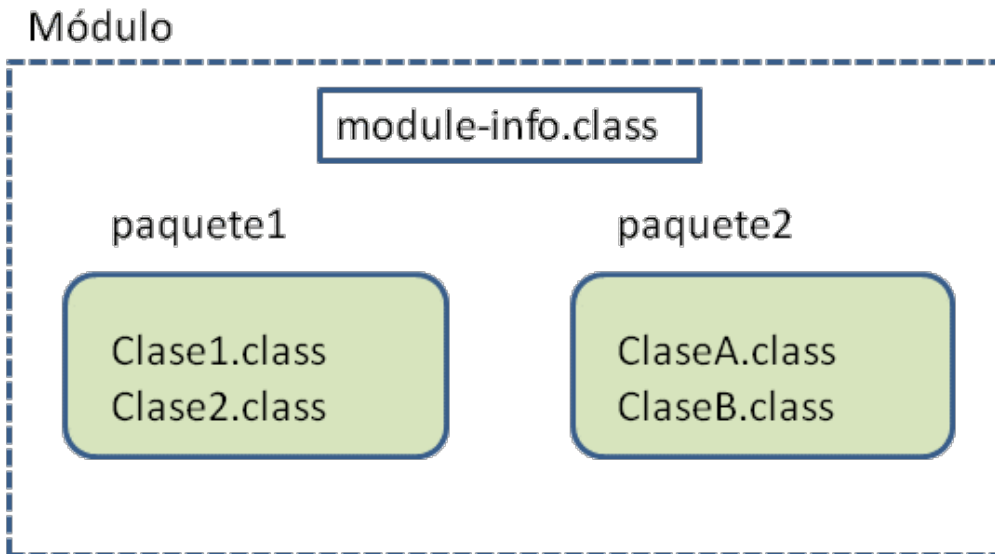 Módulo
module-info.class
paquete1
Clase1.class
Clase2.class
paquete2
ClaseA.class
ClaseB.class